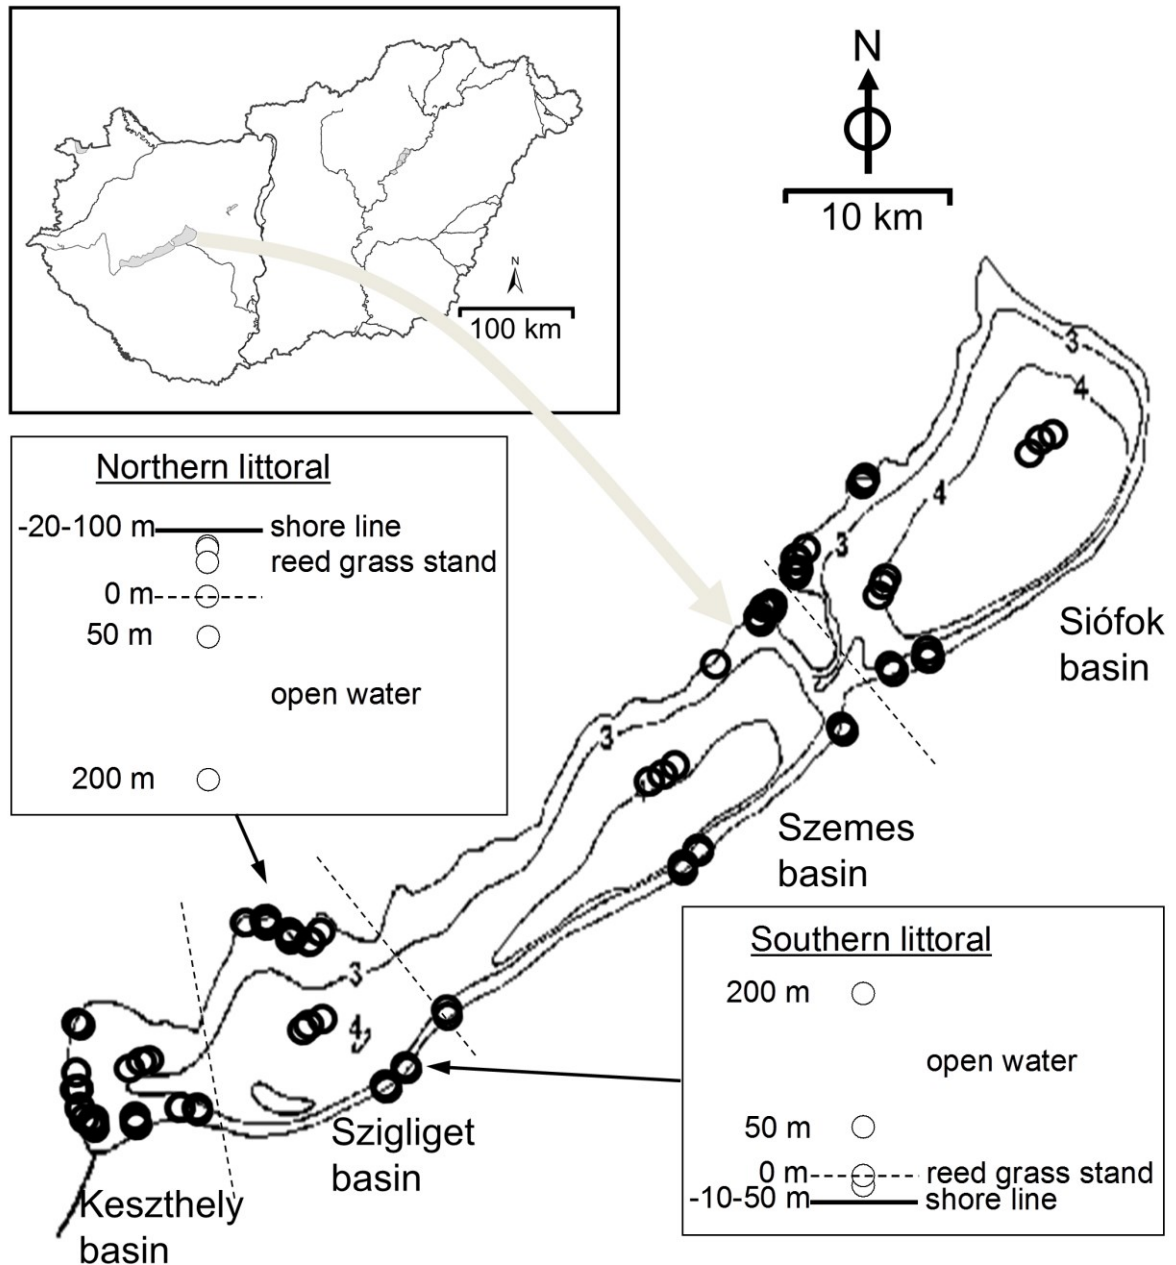 N
10 km
N
100 km
3
4
4
3
Northern littoral
-20-100 m
shore line
reed grass stand
0 m
50 m
open water
200 m
Siófok
basin
3
Szemes
basin
3
4
Southern littoral
200 m
open water
50 m
0 m
reed grass stand
-10-50 m
shore line
Szigliget
basin
Keszthely
basin